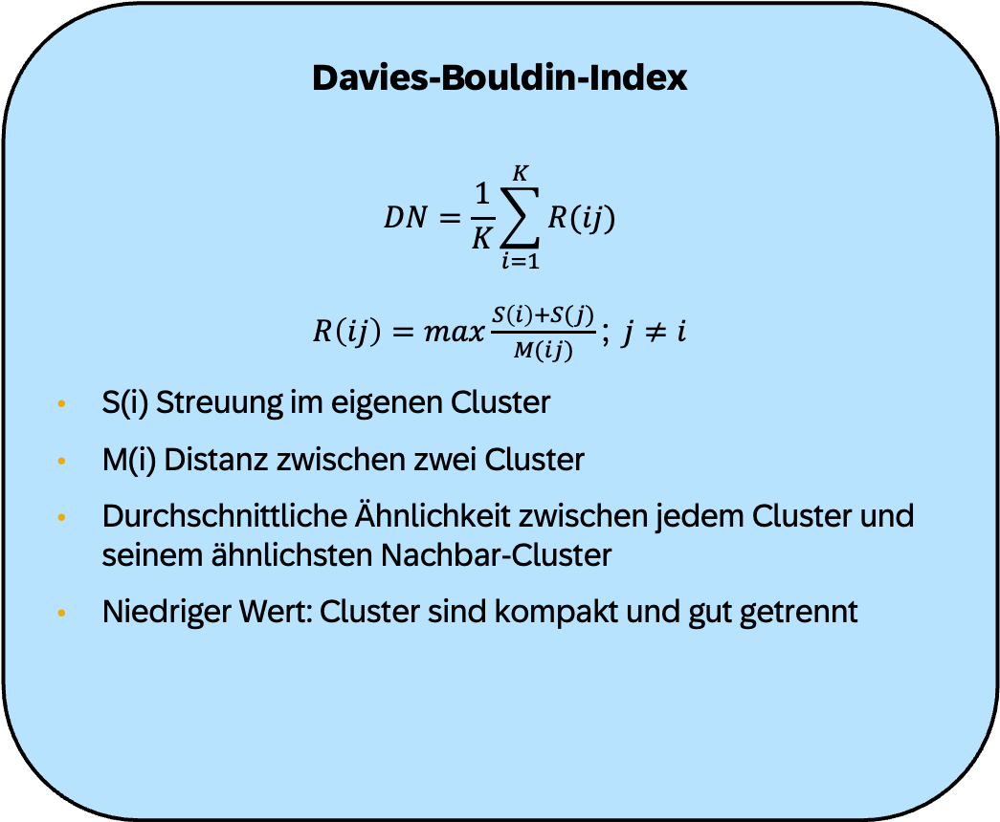 Davies-Bouldin-Index
DN = \frac{1}{K} \sum_{i=1}^{K} R(ij)
R(ij) = max \frac{S(i)+S(j)}{M(ij)}; j ≠ i
• S(i) Streuung im eigenen Cluster
• M(i) Distanz zwischen zwei Cluster
• Durchschnittliche Ähnlichkeit zwischen jedem Cluster und
seinem ähnlichsten Nachbar-Cluster
• Niedriger Wert: Cluster sind kompakt und gut getrennt